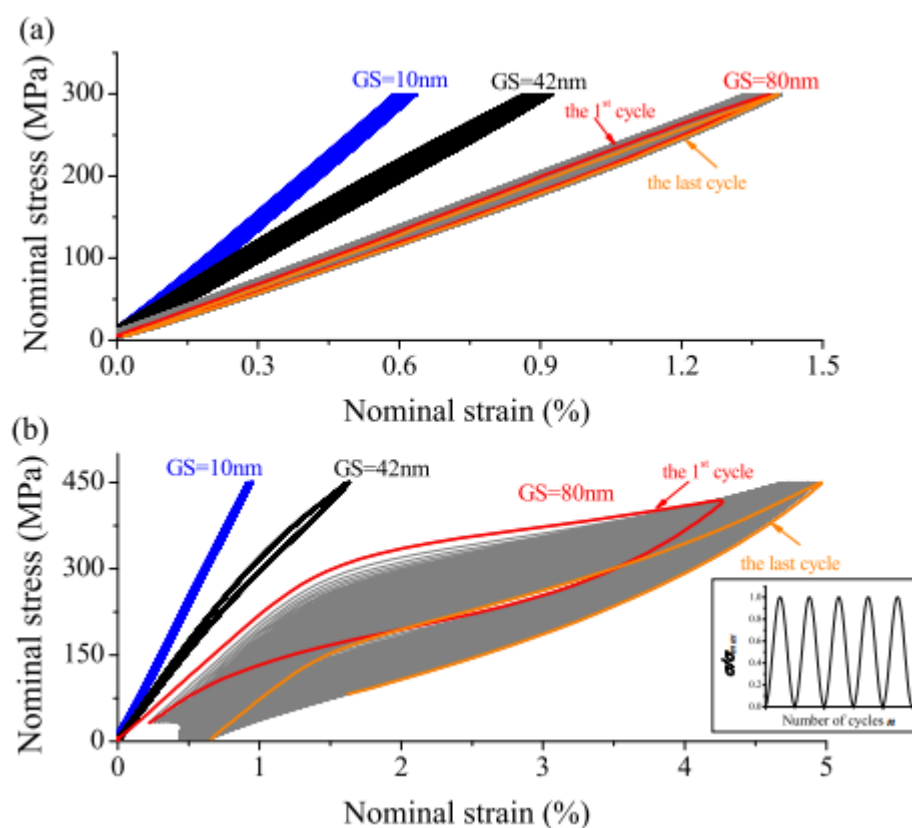 (a)
GS=10nm
GS=42nm
GS=80nm
the 1st cycle
the last cycle
300
200
100
0
Nominal stress (MPa)
0.0 0.3 0.6 0.9 1.2 1.5
Nominal strain (%)
(b)
GS=10nm
GS=42nm
GS=80nm
the 1st cycle
the last cycle
450
300
150
0
Nominal stress (MPa)
1.0
0.8
0.6
0.4
0.2
0.0
σ/σmax
Number of cycles n
0 1 2 3 4 5
Nominal strain (%)